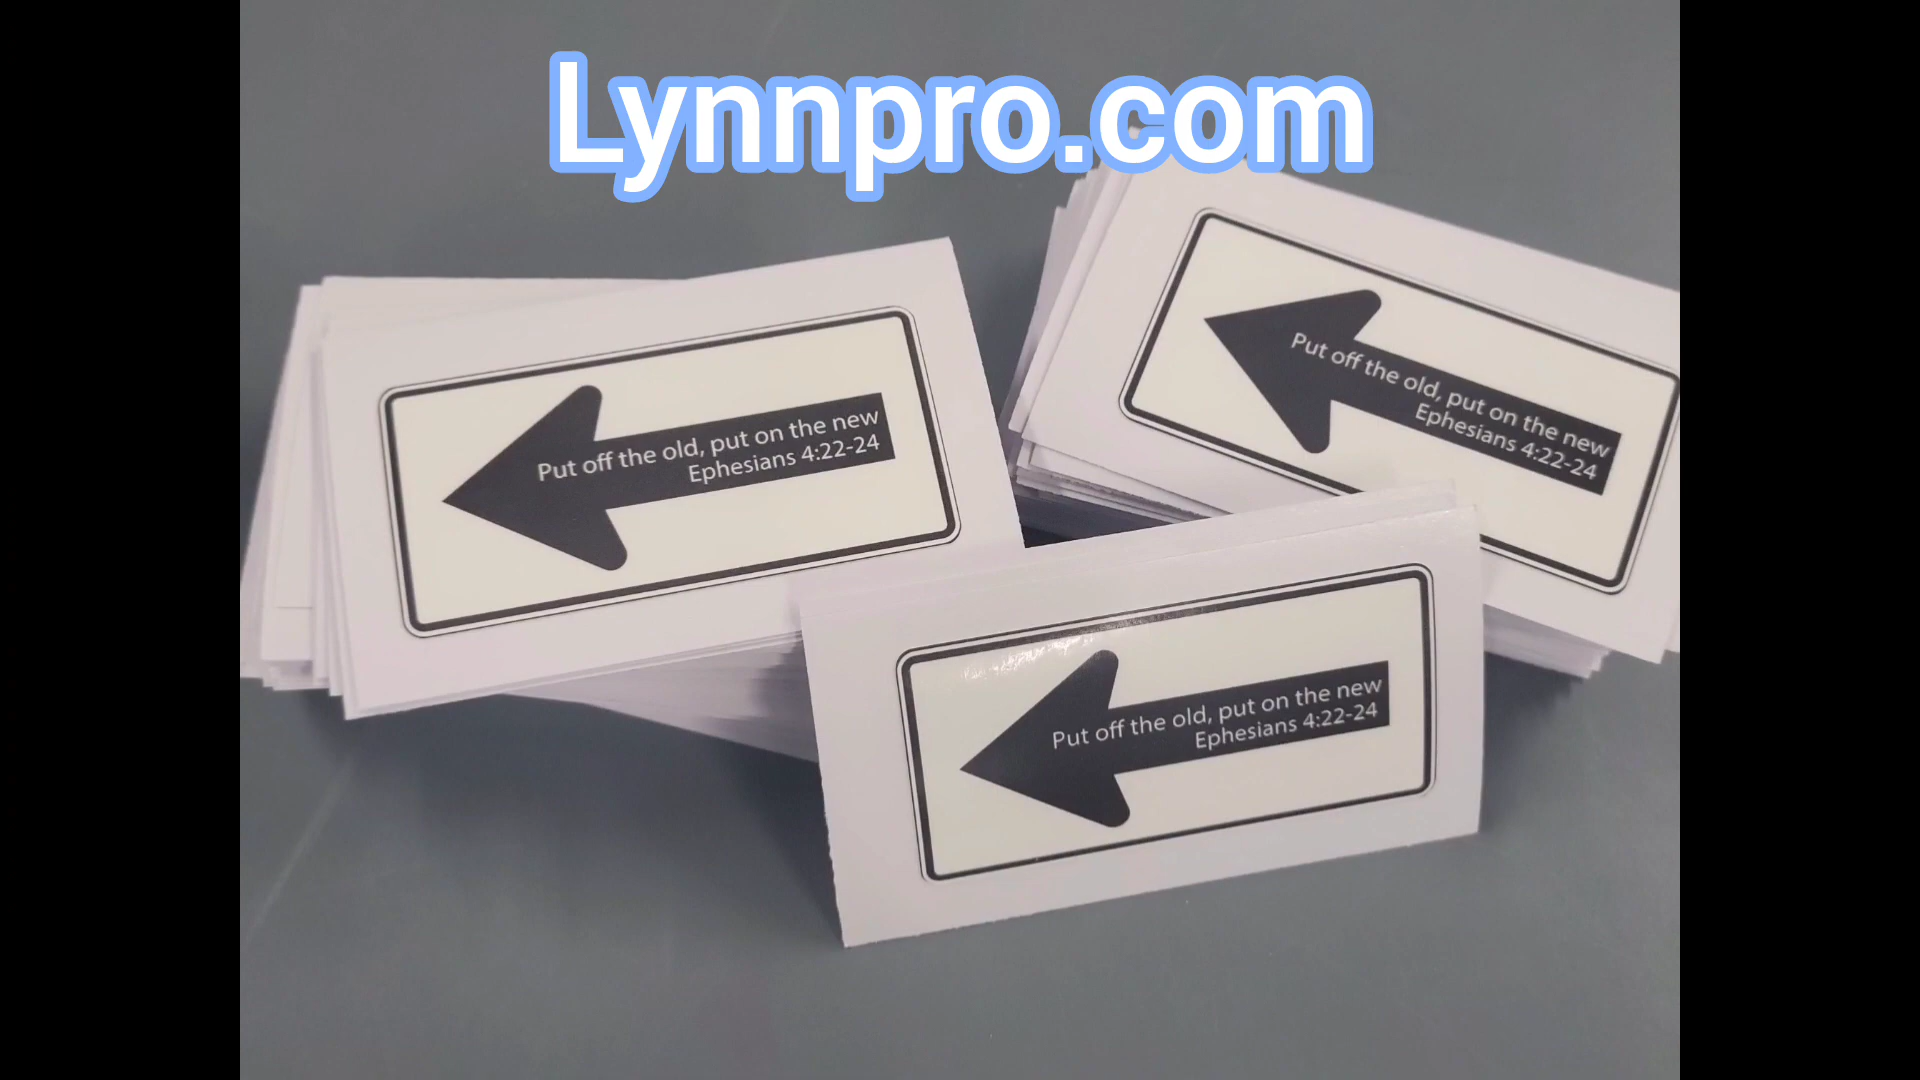 Lynnpro.com
Put off the old, put on the new
Ephesians 4:22-24
Put off the old, put on the new
Ephesians 4:22-24
Put off the old, put on the new
Ephesians 4:22-24